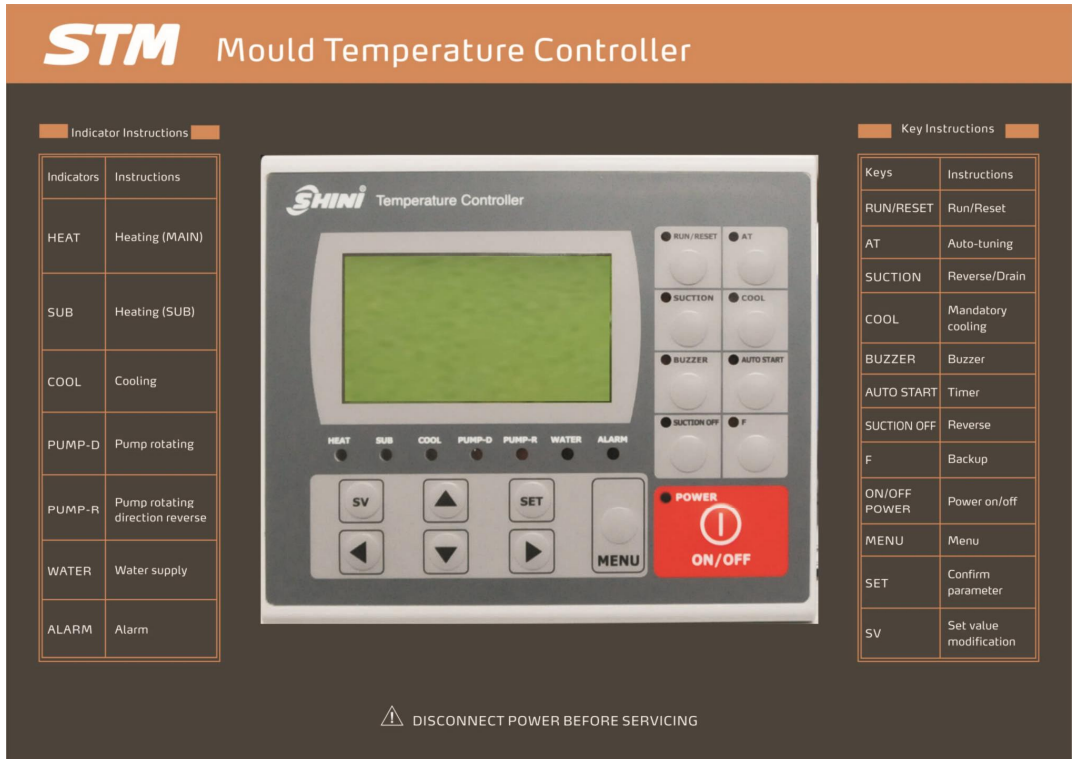 STM Mould Temperature Controller
Indicator Instructions
Indicators Instructions
HEAT Heating (MAIN)
SUB Heating (SUB)
COOL Cooling
PUMP-D Pump rotating
PUMP-R Pump rotating
direction reverse
WATER Water supply
ALARM Alarm
SHINI Temperature Controller
RUN/RESET AT
SUCTION COOL
BUZZER AUTO START
SUCTION OFF F
HEAT SUB COOL PUMP-D PUMP-R WATER ALARM
SV SET
MENU
POWER
ON/OFF
Key Instructions
Keys Instructions
RUN/RESET Run/Reset
AT Auto-tuning
SUCTION Reverse/Drain
COOL Mandatory
cooling
BUZZER Buzzer
AUTO START Timer
SUCTION OFF Reverse
F Backup
ON/OFF
POWER Power on/off
MENU Menu
SET Confirm
parameter
SV Set value
modification
DISCONNECT POWER BEFORE SERVICING